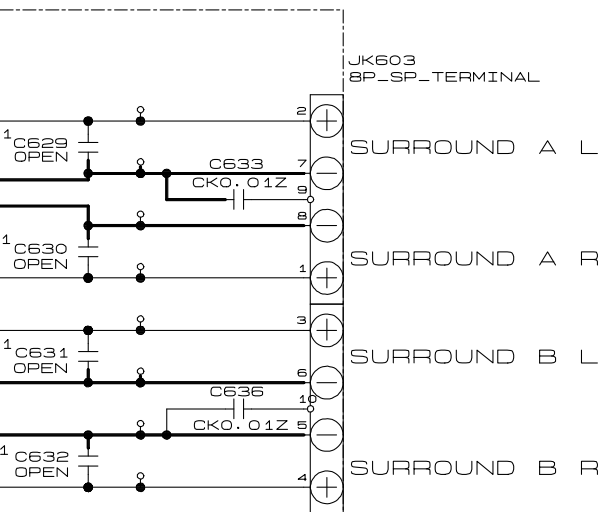 JK603
8P_SP_TERMINAL
2
1
C629
OPEN
SURROUND A L
C633
7
CK0.01Z
9
8
1
C630
OPEN
SURROUND A R
1
3
1
C631
OPEN
SURROUND B L
6
C636
10
CK0.01Z
5
1
C632
OPEN
SURROUND B R
4